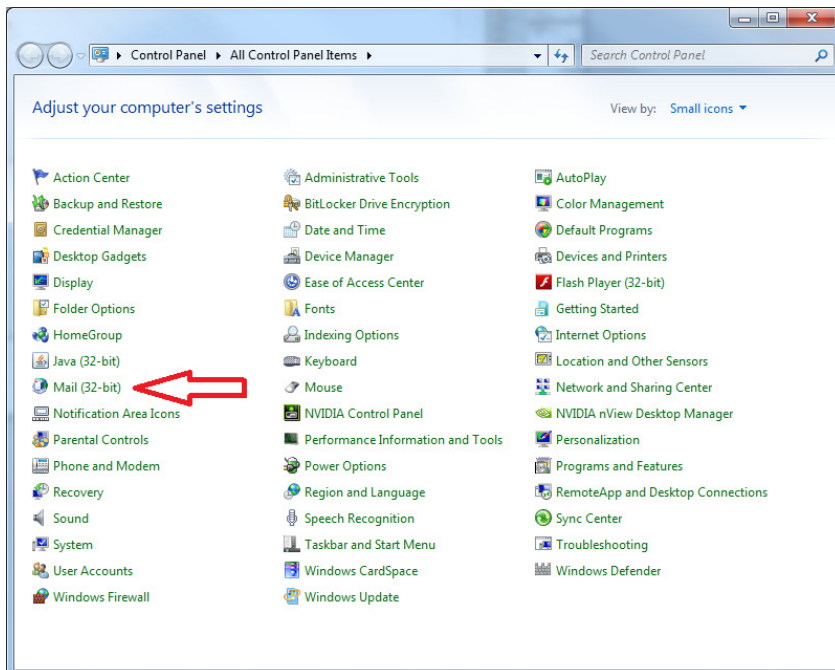 Control Panel All Control Panel Items Search Control Panel
Adjust your computer's settings View by: Small icons
Action Center Administrative Tools AutoPlay
Backup and Restore BitLocker Drive Encryption Color Management
Credential Manager Date and Time Default Programs
Desktop Gadgets Device Manager Devices and Printers
Display Ease of Access Center Flash Player (32-bit)
Folder Options Fonts Getting Started
HomeGroup Indexing Options Internet Options
Java (32-bit) Keyboard Location and Other Sensors
Mail (32-bit) Mouse Network and Sharing Center
Notification Area Icons NVIDIA Control Panel NVIDIA nView Desktop Manager
Parental Controls Performance Information and Tools Personalization
Phone and Modem Power Options Programs and Features
Recovery Region and Language RemoteApp and Desktop Connections
Sound Speech Recognition Sync Center
System Taskbar and Start Menu Troubleshooting
User Accounts Windows CardSpace Windows Defender
Windows Firewall Windows Update